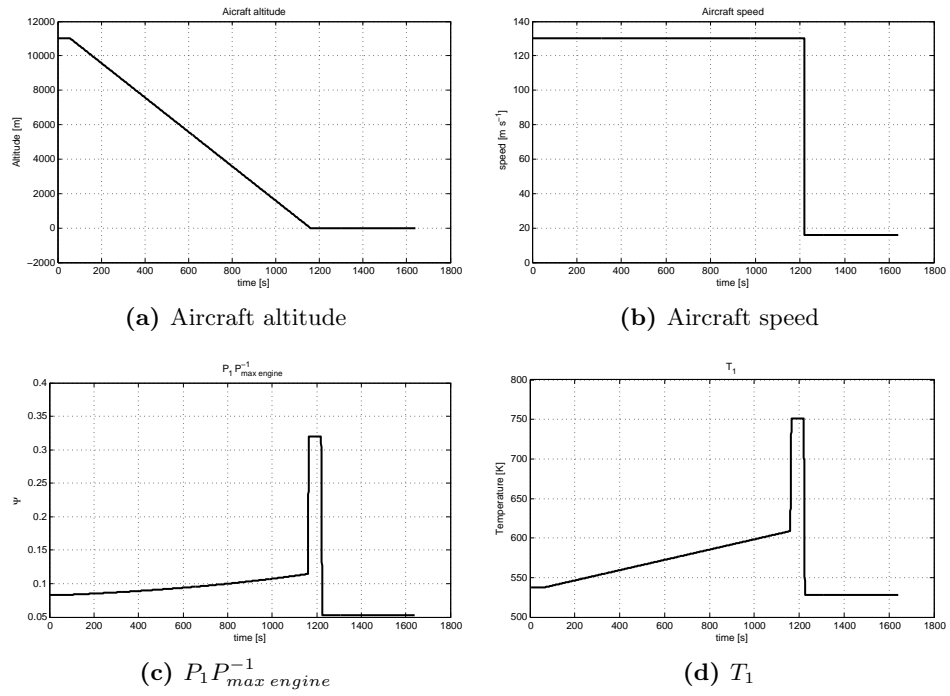 Aicraft altitude
12000
10000
8000
6000
4000
2000
0
−2000
Altitude [m]
0 200 400 600 800 1000 1200 1400 1600 1800
time [s]
(a) Aircraft altitude
Aircraft speed
140
120
100
80
60
40
20
0
speed [m s⁻¹]
0 200 400 600 800 1000 1200 1400 1600 1800
time [s]
(b) Aircraft speed
P₁ P⁻¹ max engine
0.4
0.35
0.3
0.25
0.2
0.15
0.1
0.05
Ψ
0 200 400 600 800 1000 1200 1400 1600 1800
time [s]
(c) P₁P⁻¹ max engine
T₁
800
750
700
650
600
550
500
Temperature [K]
0 200 400 600 800 1000 1200 1400 1600 1800
time [s]
(d) T₁